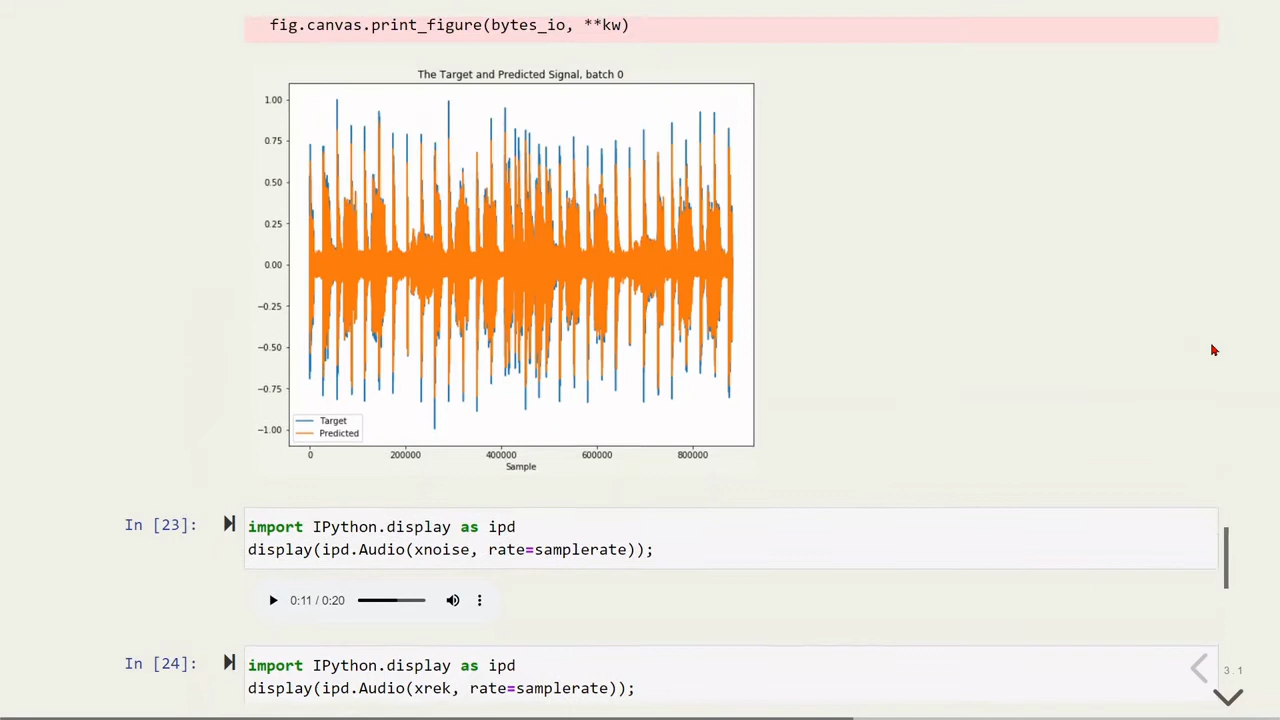 fig.canvas.print_figure(bytes_io, **kw)
The Target and Predicted Signal, batch 0
1.00
0.75
0.50
0.25
0.00
−0.25
−0.50
−0.75
−1.00
Target
Predicted
0 200000 400000 600000 800000
Sample
In [23]:
import IPython.display as ipd
display(ipd.Audio(xnoise, rate=samplerate));
0:11 / 0:20
In [24]:
import IPython.display as ipd
display(ipd.Audio(xrek, rate=samplerate));
3.1